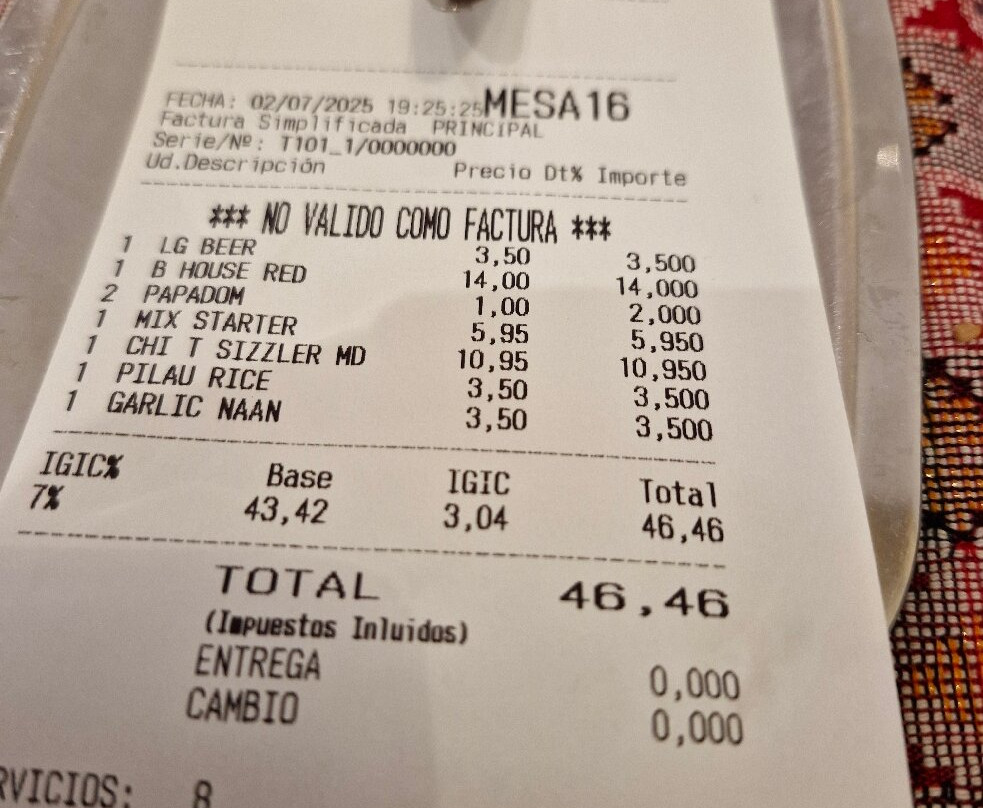 FECHA: 02/07/2025 19:25:25 MESA16
Factura Simplificada PRINCIPAL
Serie/Nº: T101_1/0000000
Ud.Descripción Precio Dt% Importe
*** NO VALIDO COMO FACTURA ***
1 LG BEER 3,50 3,500
1 B HOUSE RED 14,00 14,000
2 PAPADOM 1,00 2,000
1 MIX STARTER 5,95 5,950
1 CHI T SIZZLER MD 10,95 10,950
1 PILAU RICE 3,50 3,500
1 GARLIC NAAN 3,50 3,500
IGIC% Base IGIC Total
7% 43,42 3,04 46,46
TOTAL 46,46
(Impuestos Inluidos)
ENTREGA 0,000
CAMBIO 0,000
RVICIOS: 8